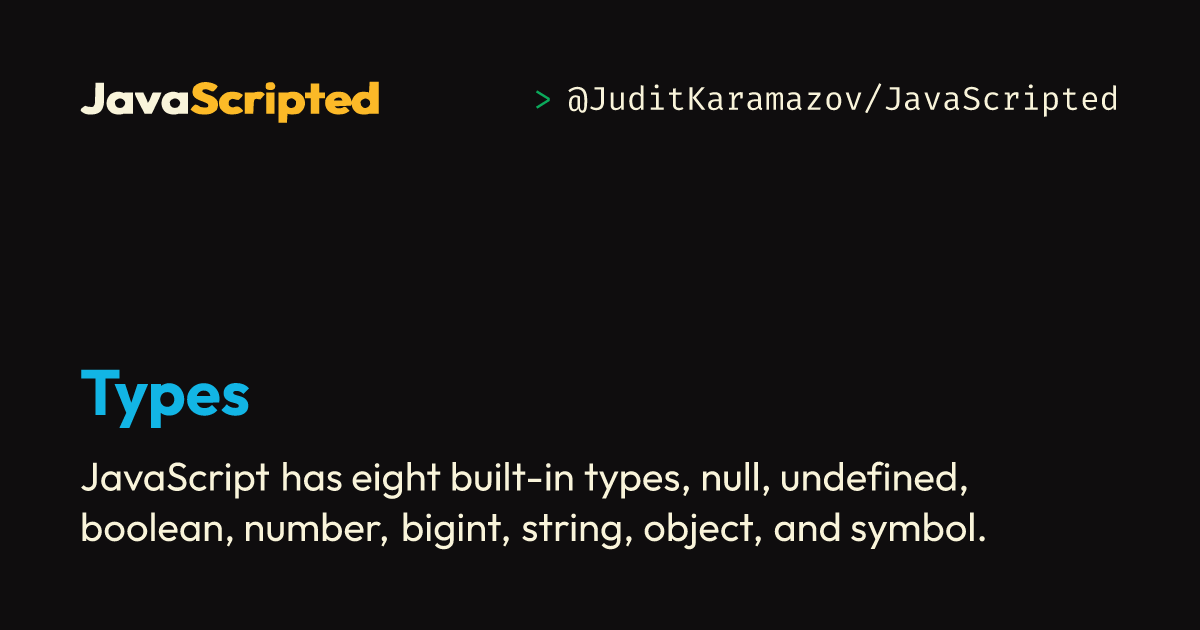 JavaScripted
> @JuditKaramazov/JavaScripted
Types
JavaScript has eight built-in types, null, undefined,
boolean, number, bigint, string, object, and symbol.